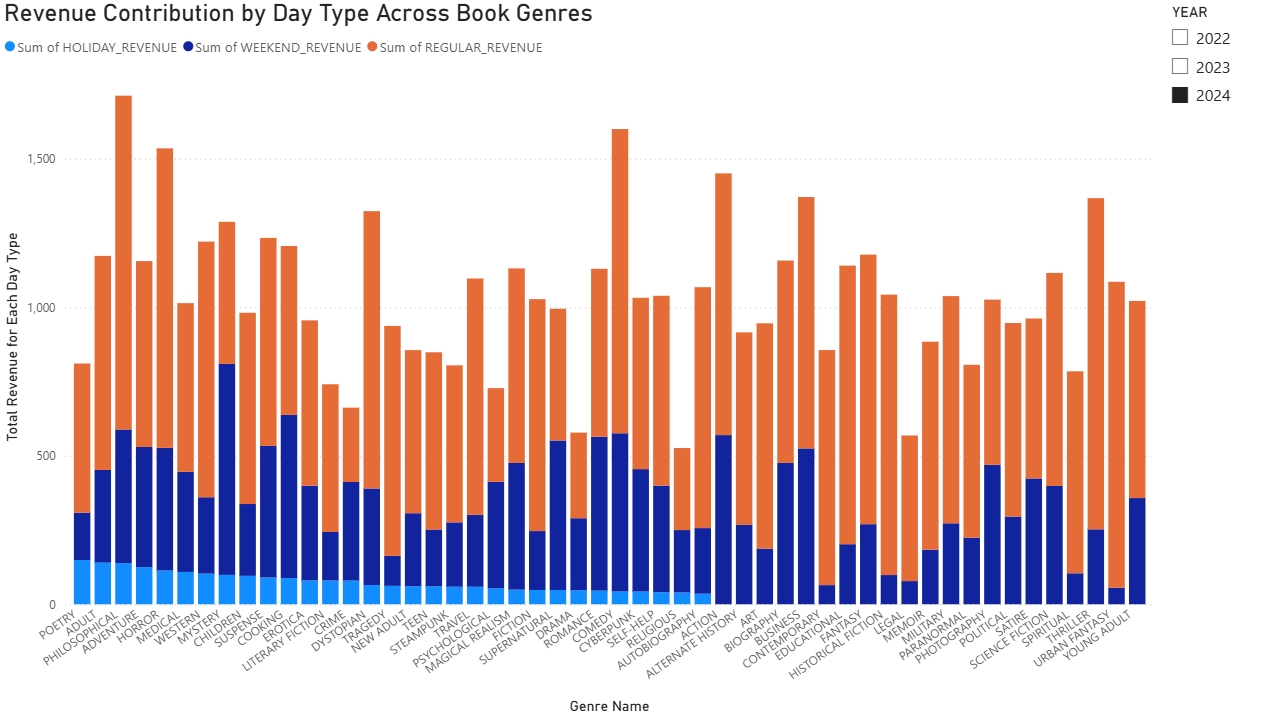 Revenue Contribution by Day Type Across Book Genres
Sum of HOLIDAY_REVENUE Sum of WEEKEND_REVENUE Sum of REGULAR_REVENUE
YEAR
2022
2023
2024
Total Revenue for Each Day Type
1,500
1,000
500
0
POETRY
ADULT
PHILOSOPHICAL
ADVENTURE
HORROR
MEDICAL
WESTERN
MYSTERY
CHILDREN
SUSPENSE
COOKING
EROTICA
LITERARY FICTION
CRIME
DYSTOPIAN
TRAGEDY
NEW ADULT
TEEN
STEAMPUNK
TRAVEL
PSYCHOLOGICAL
MAGICAL REALISM
FICTION
SUPERNATURAL
DRAMA
ROMANCE
COMEDY
CYBERPUNK
SELF-HELP
RELIGIOUS
AUTOBIOGRAPHY
ACTION
ALTERNATE HISTORY
ART
BIOGRAPHY
BUSINESS
CONTEMPORARY
EDUCATIONAL
FANTASY
HISTORICAL FICTION
LEGAL
MEMOIR
MILITARY
PARANORMAL
PHOTOGRAPHY
POLITICAL
SATIRE
SCIENCE FICTION
SPIRITUAL
THRILLER
URBAN FANTASY
YOUNG ADULT
Genre Name